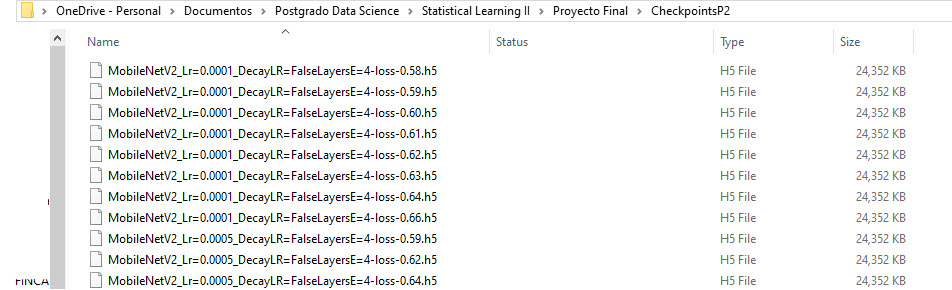 OneDrive - Personal > Documentos > Postgrado Data Science > Statistical Learning II > Proyecto Final > CheckpointsP2
Name Status Type Size
MobileNetV2_Lr=0.0001_DecayLR=FalseLayersE=4-loss-0.58.h5 H5 File 24,352 KB
MobileNetV2_Lr=0.0001_DecayLR=FalseLayersE=4-loss-0.59.h5 H5 File 24,352 KB
MobileNetV2_Lr=0.0001_DecayLR=FalseLayersE=4-loss-0.60.h5 H5 File 24,352 KB
MobileNetV2_Lr=0.0001_DecayLR=FalseLayersE=4-loss-0.61.h5 H5 File 24,352 KB
MobileNetV2_Lr=0.0001_DecayLR=FalseLayersE=4-loss-0.62.h5 H5 File 24,352 KB
MobileNetV2_Lr=0.0001_DecayLR=FalseLayersE=4-loss-0.63.h5 H5 File 24,352 KB
MobileNetV2_Lr=0.0001_DecayLR=FalseLayersE=4-loss-0.64.h5 H5 File 24,352 KB
MobileNetV2_Lr=0.0001_DecayLR=FalseLayersE=4-loss-0.66.h5 H5 File 24,352 KB
MobileNetV2_Lr=0.0005_DecayLR=FalseLayersE=4-loss-0.59.h5 H5 File 24,352 KB
MobileNetV2_Lr=0.0005_DecayLR=FalseLayersE=4-loss-0.62.h5 H5 File 24,352 KB
MobileNetV2_Lr=0.0005_DecayLR=FalseLayersE=4-loss-0.64.h5 H5 File 24,352 KB
FINCA